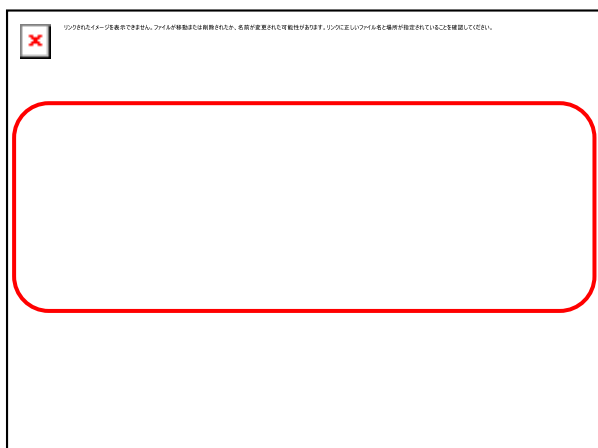 リンクされたイメージを表示できません。ファイルが移動または削除されたか、名前が変更された可能性があります。リンクに正しいファイル名と場所が指定されていることを確認してください。